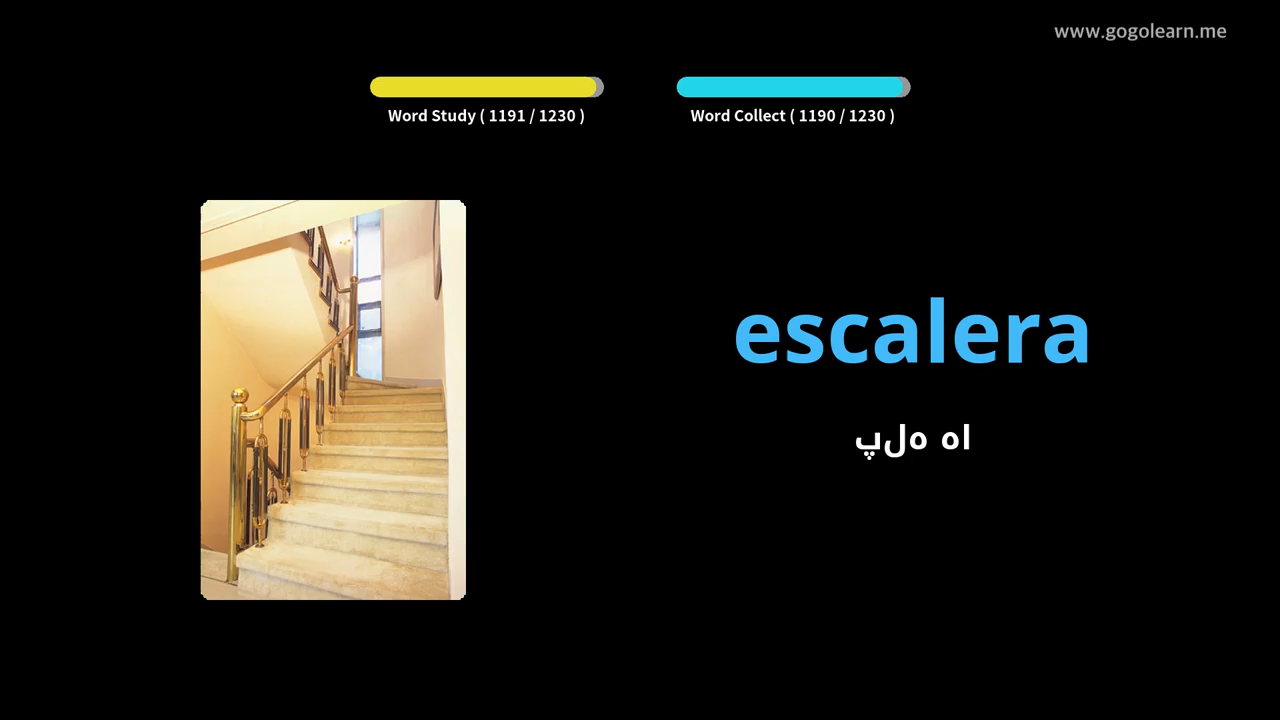 www.gogolearn.me
Word Study ( 1191 / 1230 )
Word Collect ( 1190 / 1230 )
escalera
پله ها